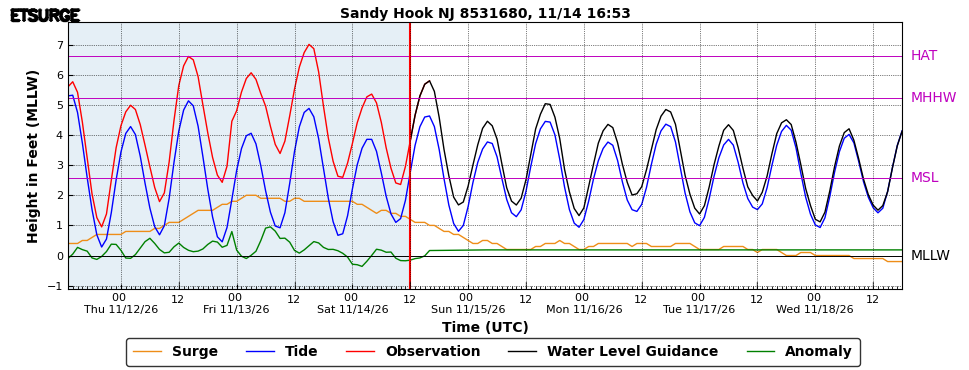 ETSURGE
Sandy Hook NJ 8531680, 11/14 16:53
Height in Feet (MLLW)
7
6
5
4
3
2
1
0
−1
HAT
MHHW
MSL
MLLW
00 12 00 12 00 12 00 12 00 12 00 12 00 12
Thu 11/12/26 Fri 11/13/26 Sat 11/14/26 Sun 11/15/26 Mon 11/16/26 Tue 11/17/26 Wed 11/18/26
Time (UTC)
Surge Tide Observation Water Level Guidance Anomaly